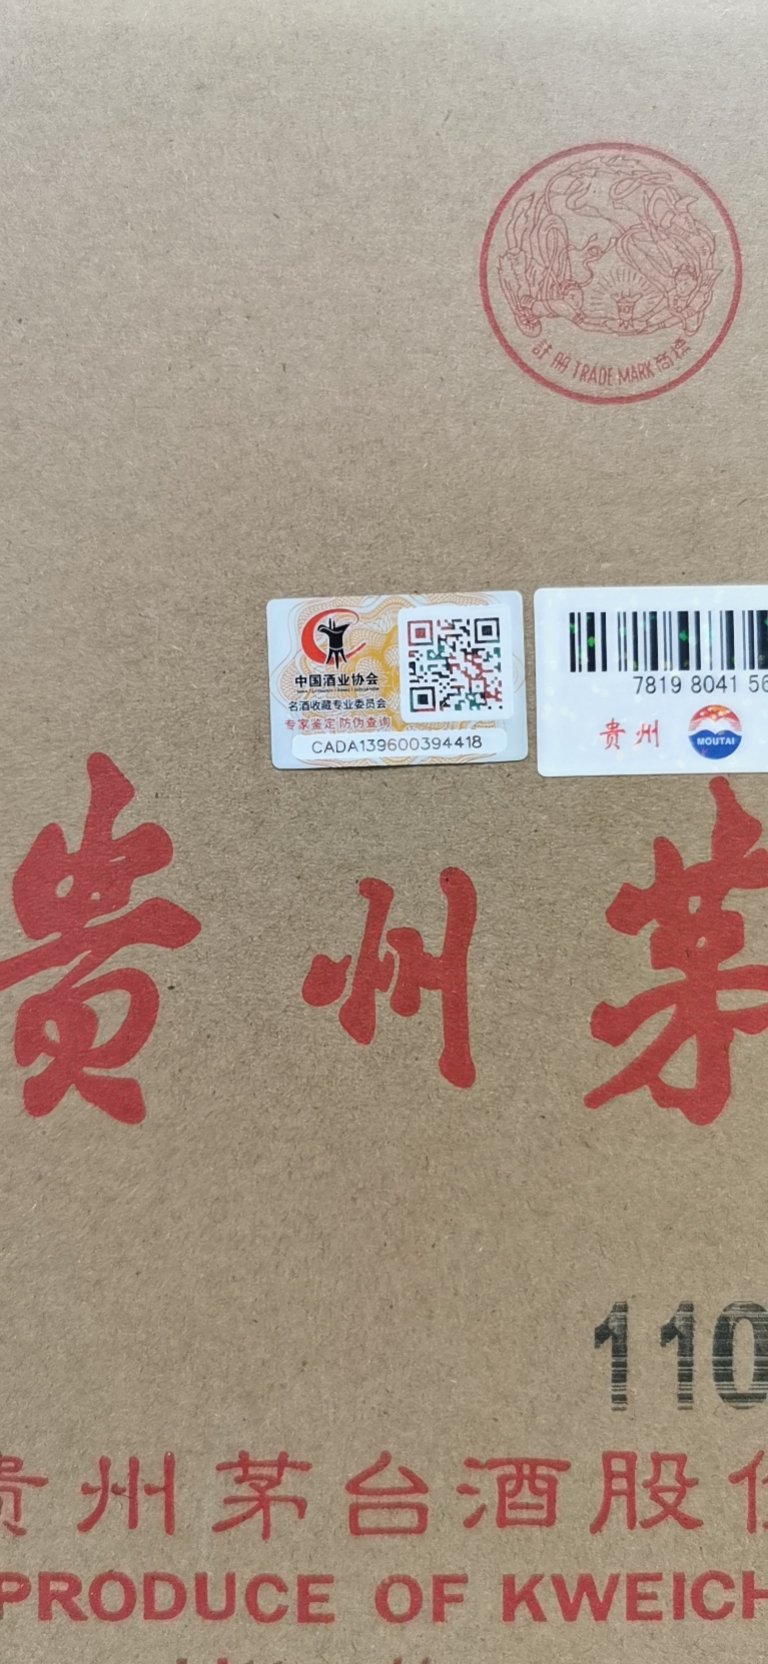 註册 TRADE MARK 商標
中国酒业协会
名酒收藏专业委员会
专家鉴定 防伪查询
CADA139600394418
7819 8041 56
贵州
MOUTAI
贵州茅
110
贵州茅台酒股份
PRODUCE OF KWEICH